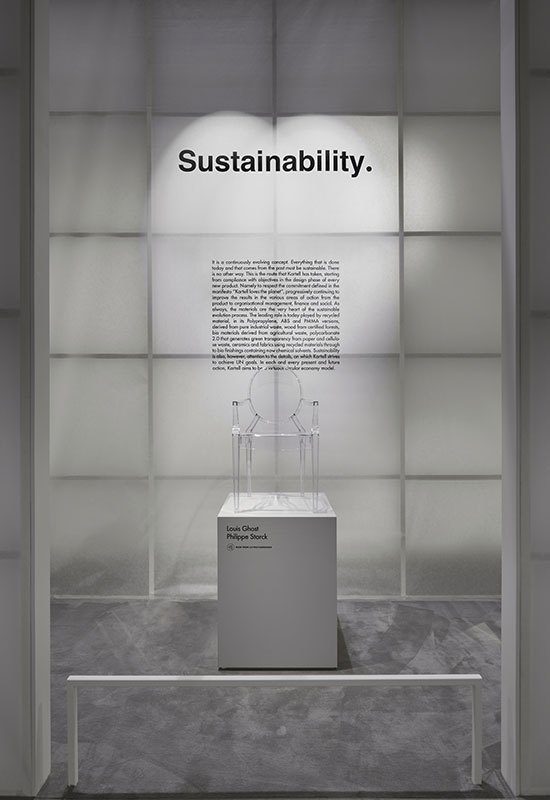 Sustainability.
It is a continuously evolving concept. Everything that is done
today and that comes from the past must be sustainable. There
is no other way. This is the route that Kartell has taken, starting
from compliance with objectives in the design phase of every
new product. Namely to respect the commitment defined in the
manifesto "Kartell loves the planet", progressively continuing to
improve the results in the various areas of action from the
product to organisational management, finance and social. As
always, the materials are the very heart of the sustainable
evolution process. The leading role is today played by recycled
material, in its Polypropylene, ABS and PMMA versions,
derived from pure industrial waste, wood from certified forests,
bio materials derived from agricultural waste, polycarbonate
2.0 that generates green transparency from paper and cellulo-
se waste, ceramics and fabrics using recycled materials through
to bio finishings containing new chemical solvents. Sustainability
is also, however, attention to the details, on which Kartell strives
to achieve UN goals. In each and every present and future
action, Kartell aims to be a virtuous circular economy model.
Louis Ghost
Philippe Starck